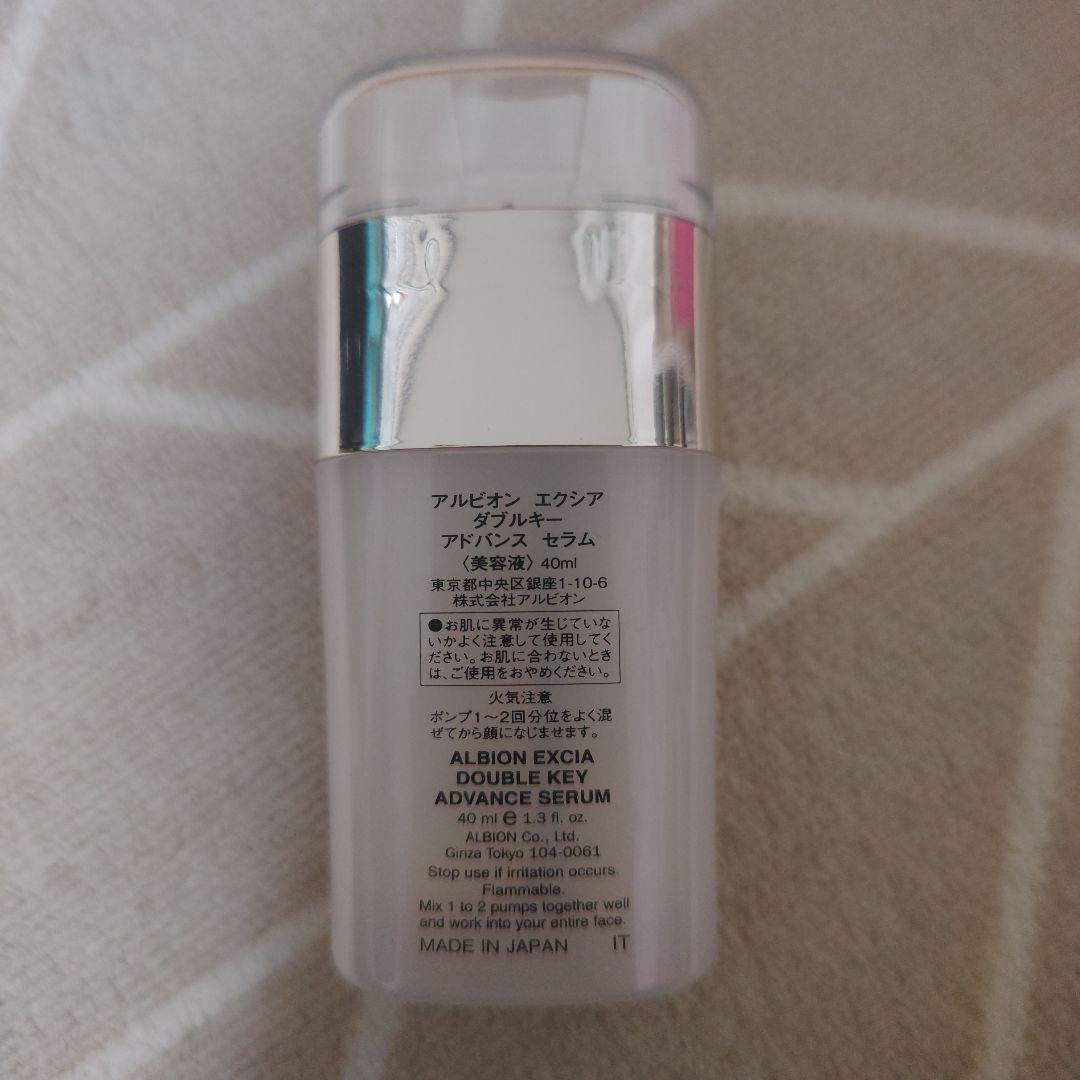 アルビオン エクシア
ダブルキー
アドバンス セラム
〈美容液〉 40ml
東京都中央区銀座1-10-6
株式会社アルビオン
●お肌に異常が生じていな
いかよく注意して使用してく
ださい。お肌に合わないとき
は、ご使用をおやめください。
火気注意
ポンプ1～2回分位をよく混
ぜてから顔になじませます。
ALBION EXCIA
DOUBLE KEY
ADVANCE SERUM
40 ml ℮ 1.3 fl. oz.
ALBION Co., Ltd.
Ginza Tokyo 104-0061
Stop use if irritation occurs.
Flammable.
Mix 1 to 2 pumps together well
and work into your entire face.
MADE IN JAPAN IT